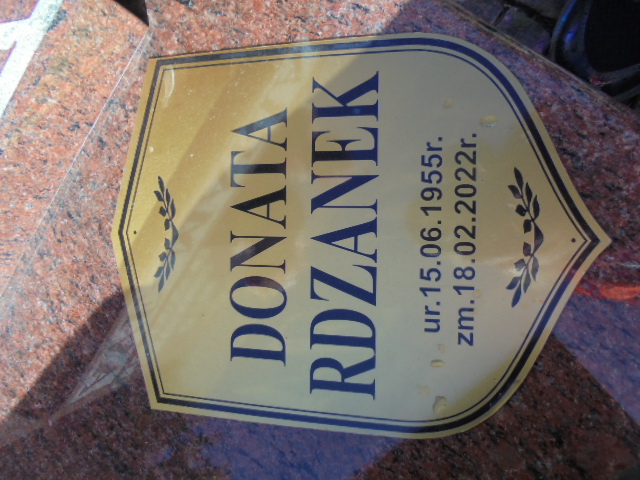 DONATA
RDZANEK
ur.15.06.1955r.
zm.18.02.2022r.